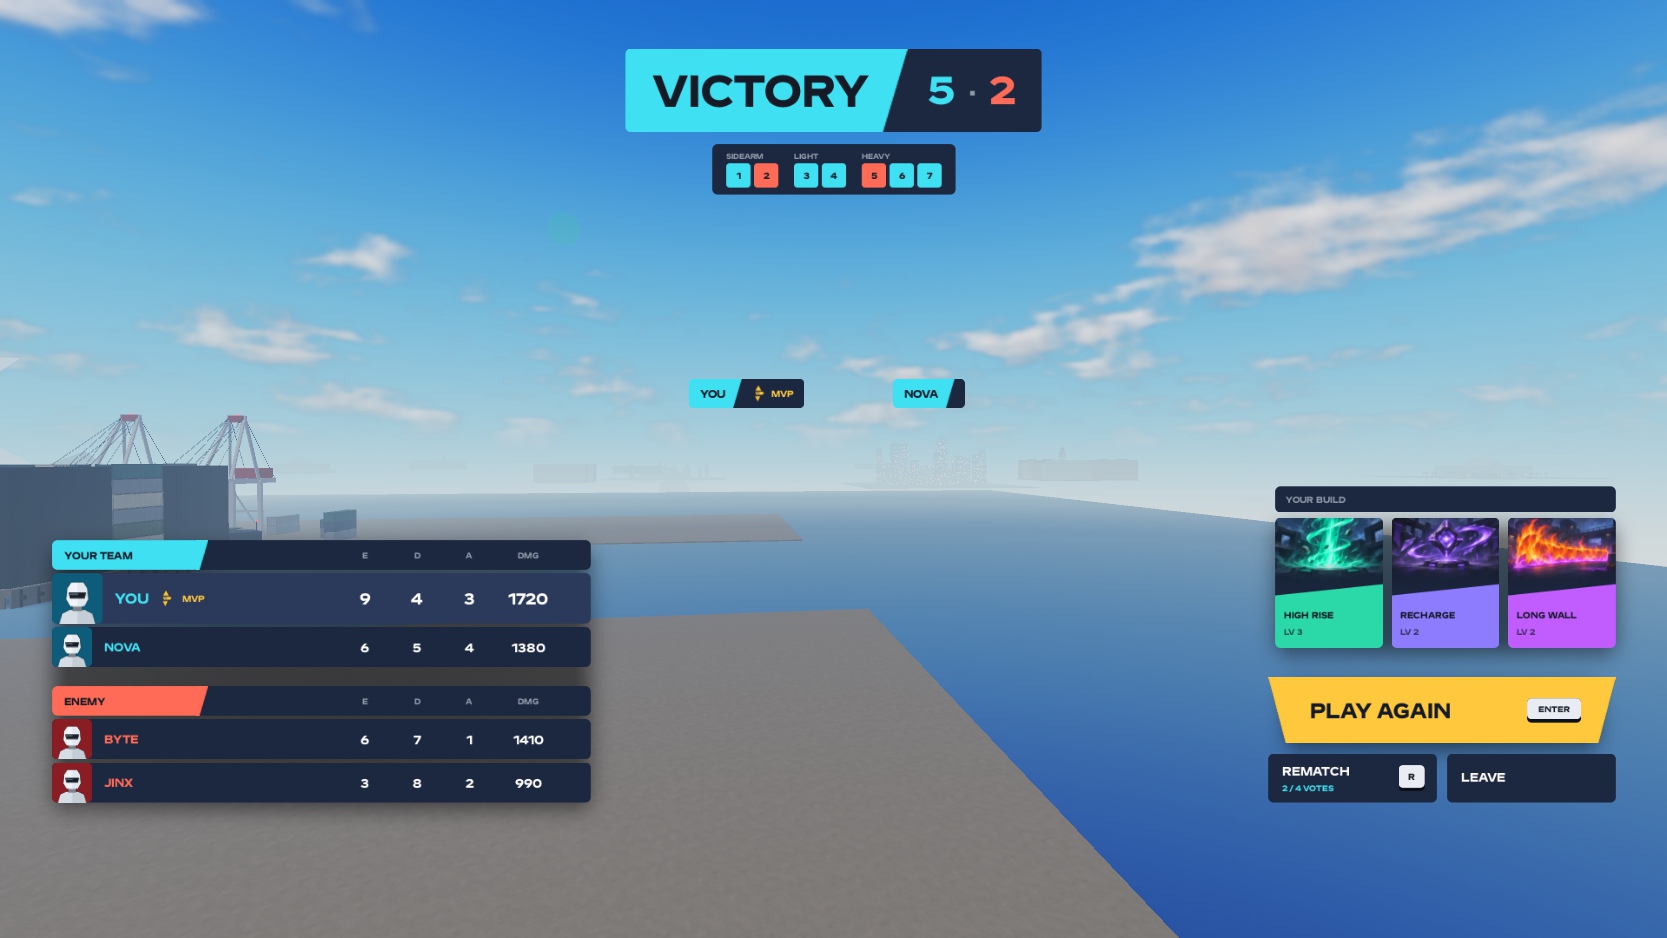 VICTORY 5 · 2
SIDEARM LIGHT HEAVY
1 2 3 4 5 6 7
YOU MVP NOVA
YOUR TEAM E D A DMG
YOU MVP 9 4 3 1720
NOVA 6 5 4 1380
ENEMY E D A DMG
BYTE 6 7 1 1410
JINX 3 8 2 990
YOUR BUILD
HIGH RISE RECHARGE LONG WALL
LV 3 LV 2 LV 2
PLAY AGAIN ENTER
REMATCH R LEAVE
2 / 4 VOTES